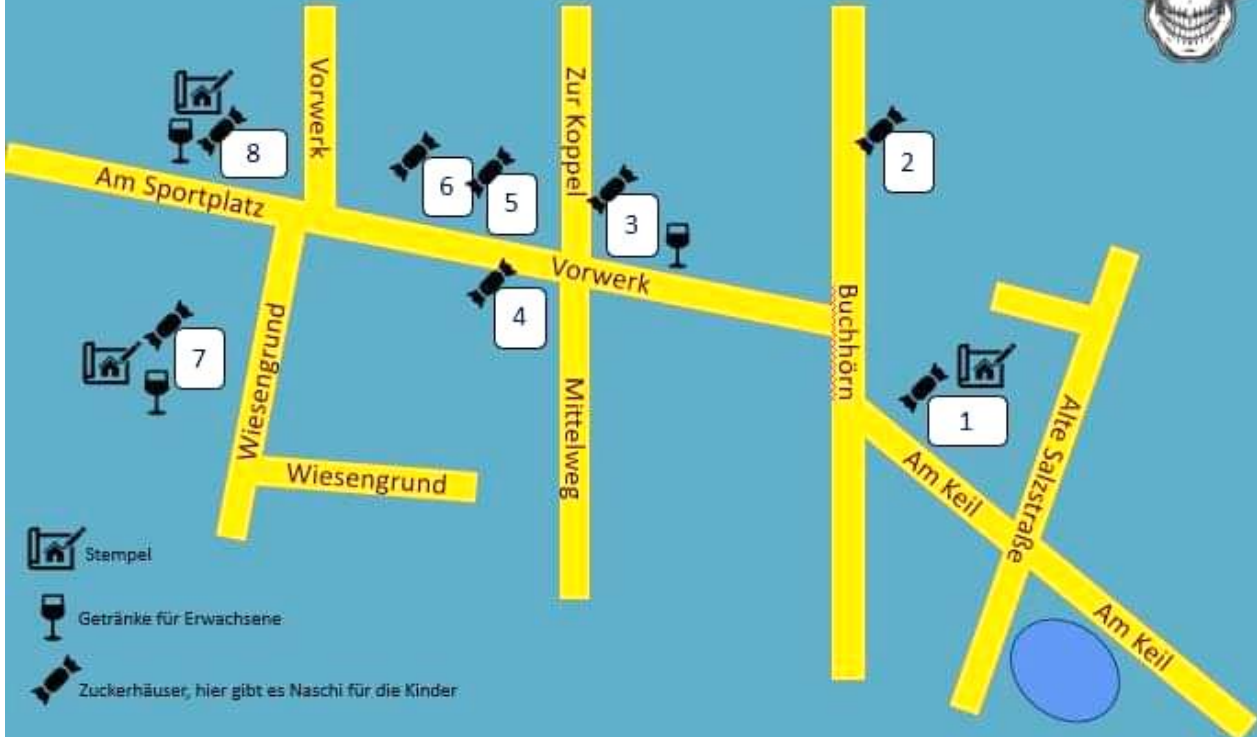 Vorwerk
Zur Koppel
2
8
Am Sportplatz
6
5
3
Vorwerk
4
Buchhörn
7
Wiesengrund
Mittelweg
1
Alte Salzstraße
Am Keil
Wiesengrund
Am Keil
Stempel
Getränke für Erwachsene
Zuckerhäuser, hier gibt es Naschi für die Kinder